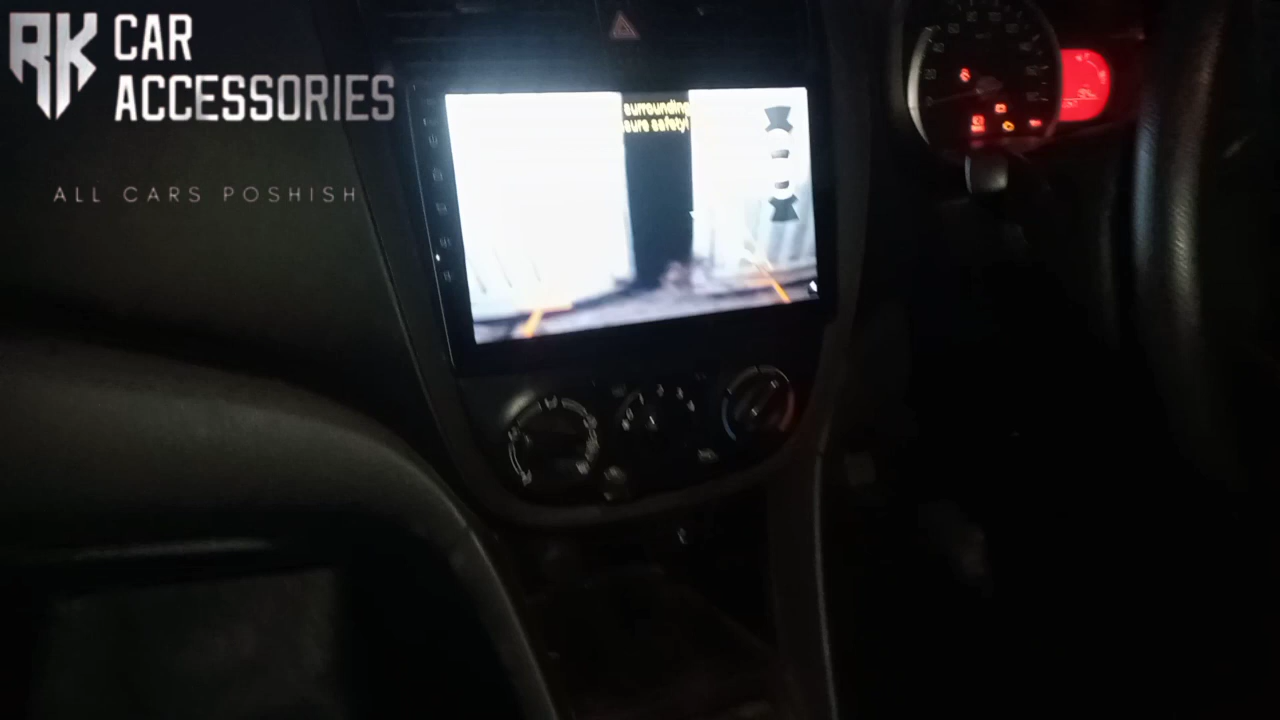 RK CAR
ACCESSORIES
ALL CARS POSHISH
surrounding
sure safety!